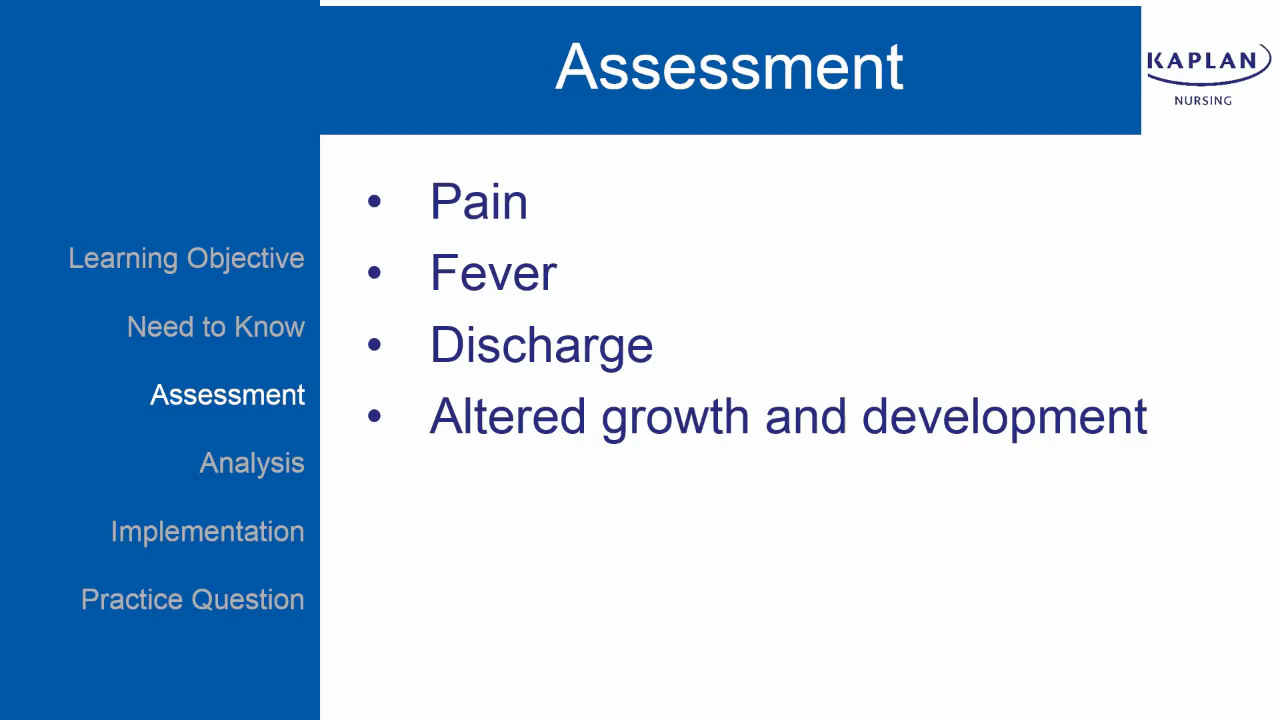 Assessment
KAPLAN
NURSING
Learning Objective
Need to Know
Assessment
Analysis
Implementation
Practice Question
• Pain
• Fever
• Discharge
• Altered growth and development